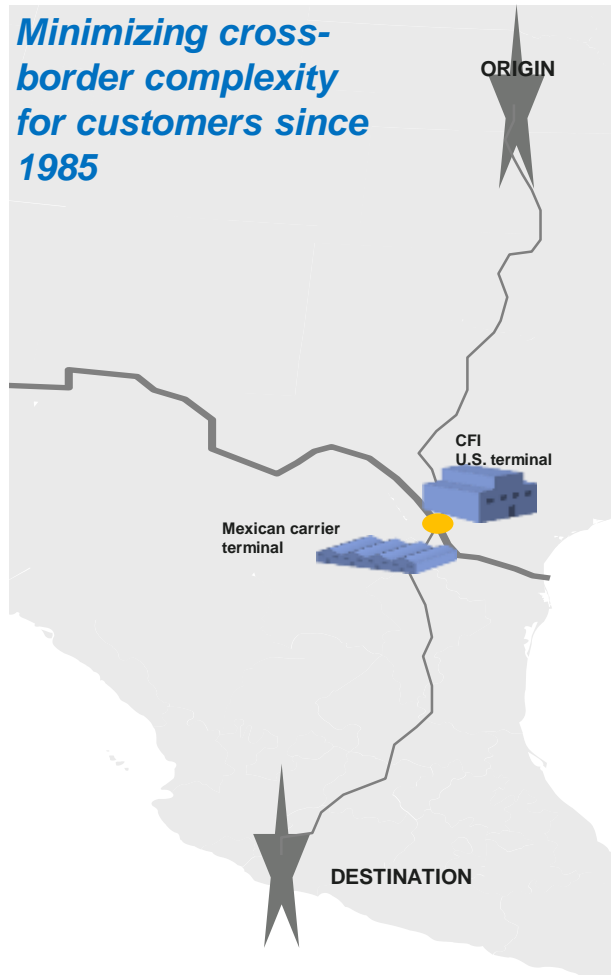 Minimizing cross-
border complexity
for customers since
1985
ORIGIN
CFI
U.S. terminal
Mexican carrier
terminal
DESTINATION